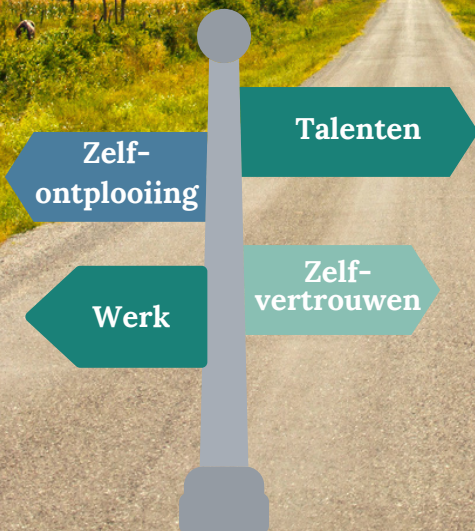 Talenten
Zelf-
ontplooiing
Zelf-
vertrouwen
Werk